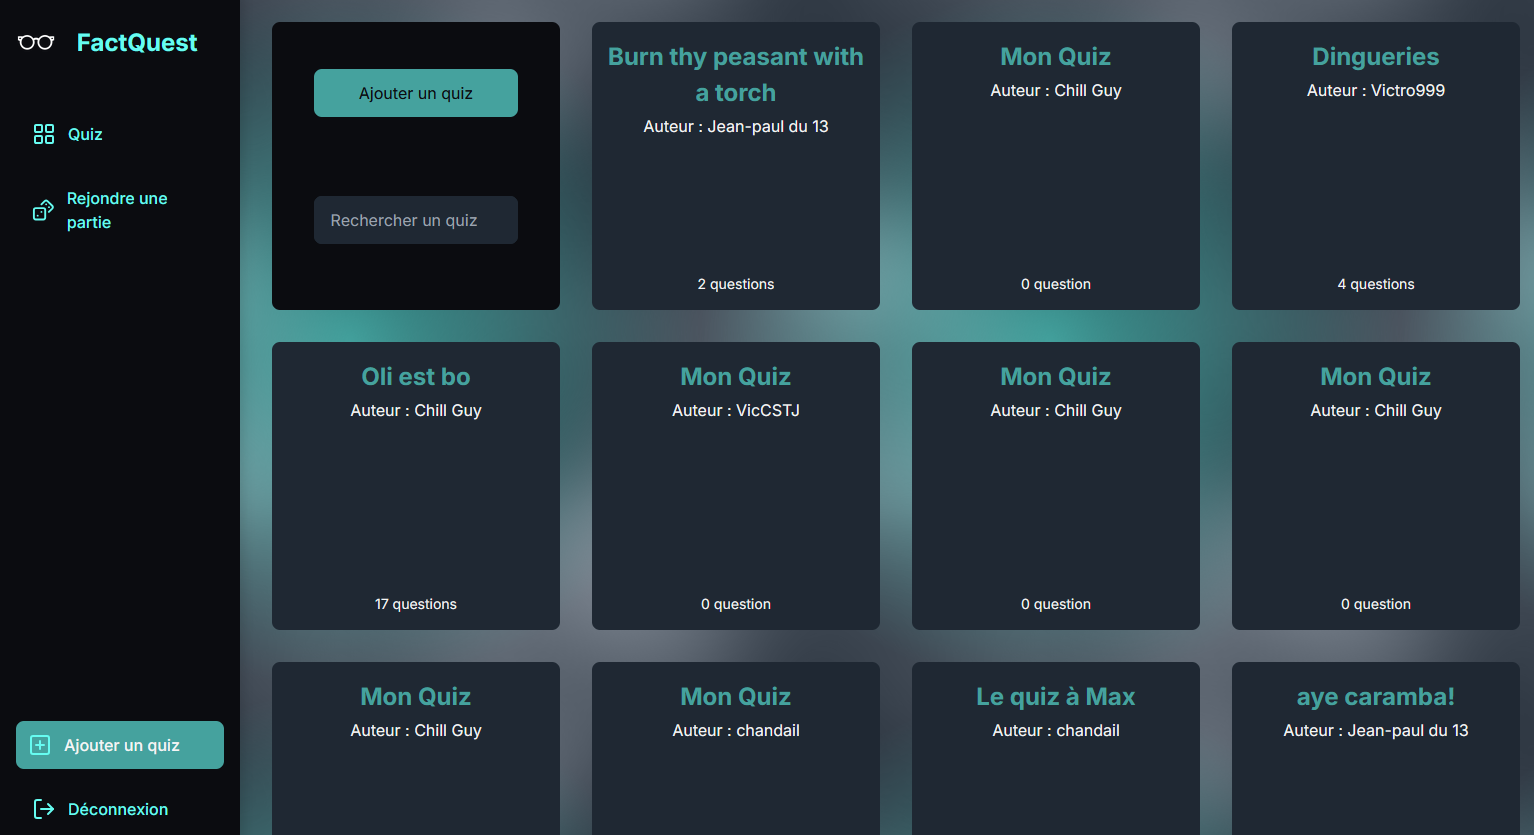 FactQuest
Quiz
Rejondre une
partie
Ajouter un quiz
Déconnexion
Ajouter un quiz
Rechercher un quiz
Burn thy peasant with
a torch
Auteur : Jean-paul du 13
2 questions
Mon Quiz
Auteur : Chill Guy
0 question
Dingueries
Auteur : Victro999
4 questions
Oli est bo
Auteur : Chill Guy
17 questions
Mon Quiz
Auteur : VicCSTJ
0 question
Mon Quiz
Auteur : Chill Guy
0 question
Mon Quiz
Auteur : Chill Guy
0 question
Mon Quiz
Auteur : Chill Guy
Mon Quiz
Auteur : chandail
Le quiz à Max
Auteur : chandail
aye caramba!
Auteur : Jean-paul du 13